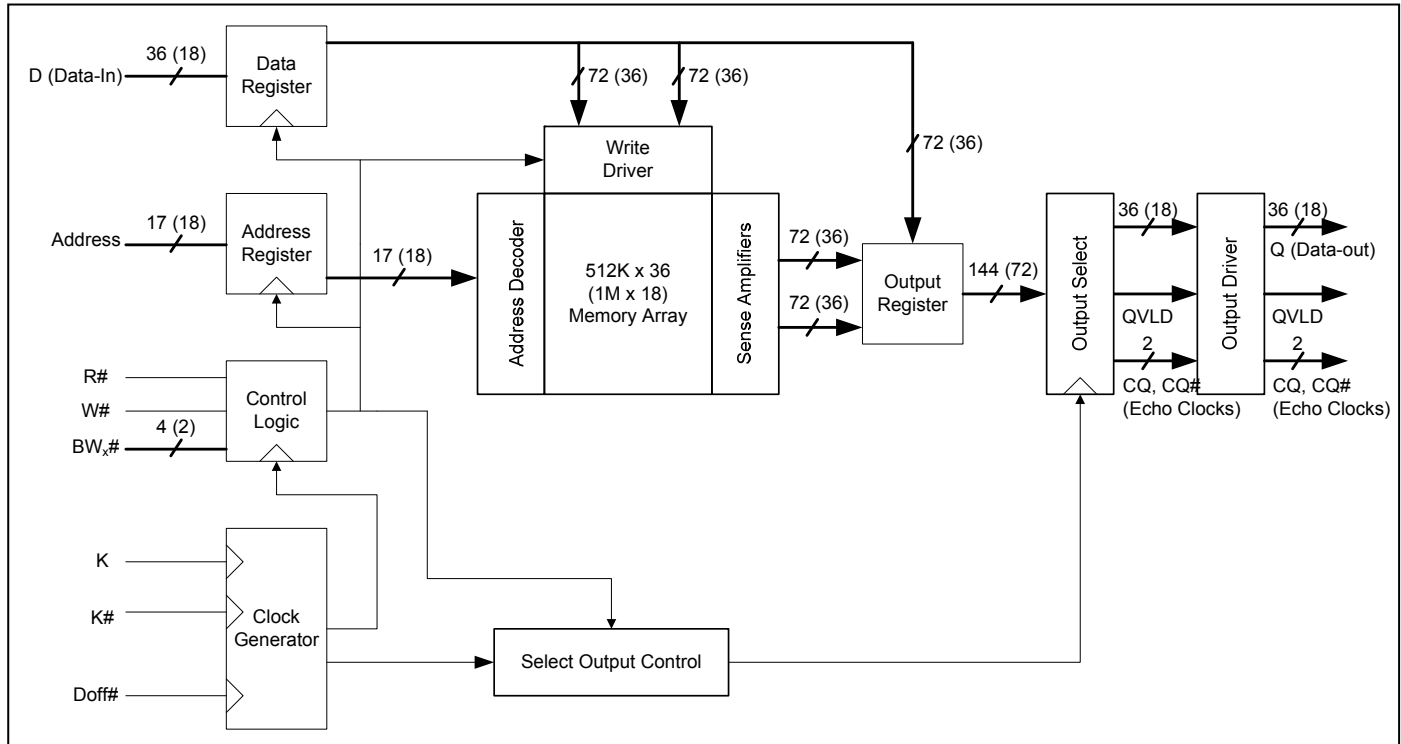 36 (18)
D (Data-In)
Data
Register
72 (36)
72 (36)
72 (36)
Write
Driver
17 (18)
Address
Address
Register
17 (18)
Address Decoder
512K x 36
(1M x 18)
Memory Array
Sense Amplifiers
72 (36)
72 (36)
Output
Register
144 (72)
Output Select
36 (18)
QVLD
2
CQ, CQ#
(Echo Clocks)
Output Driver
36 (18)
Q (Data-out)
QVLD
2
CQ, CQ#
(Echo Clocks)
R#
W#
4 (2)
BWx#
Control
Logic
K
K#
Doff#
Clock
Generator
Select Output Control